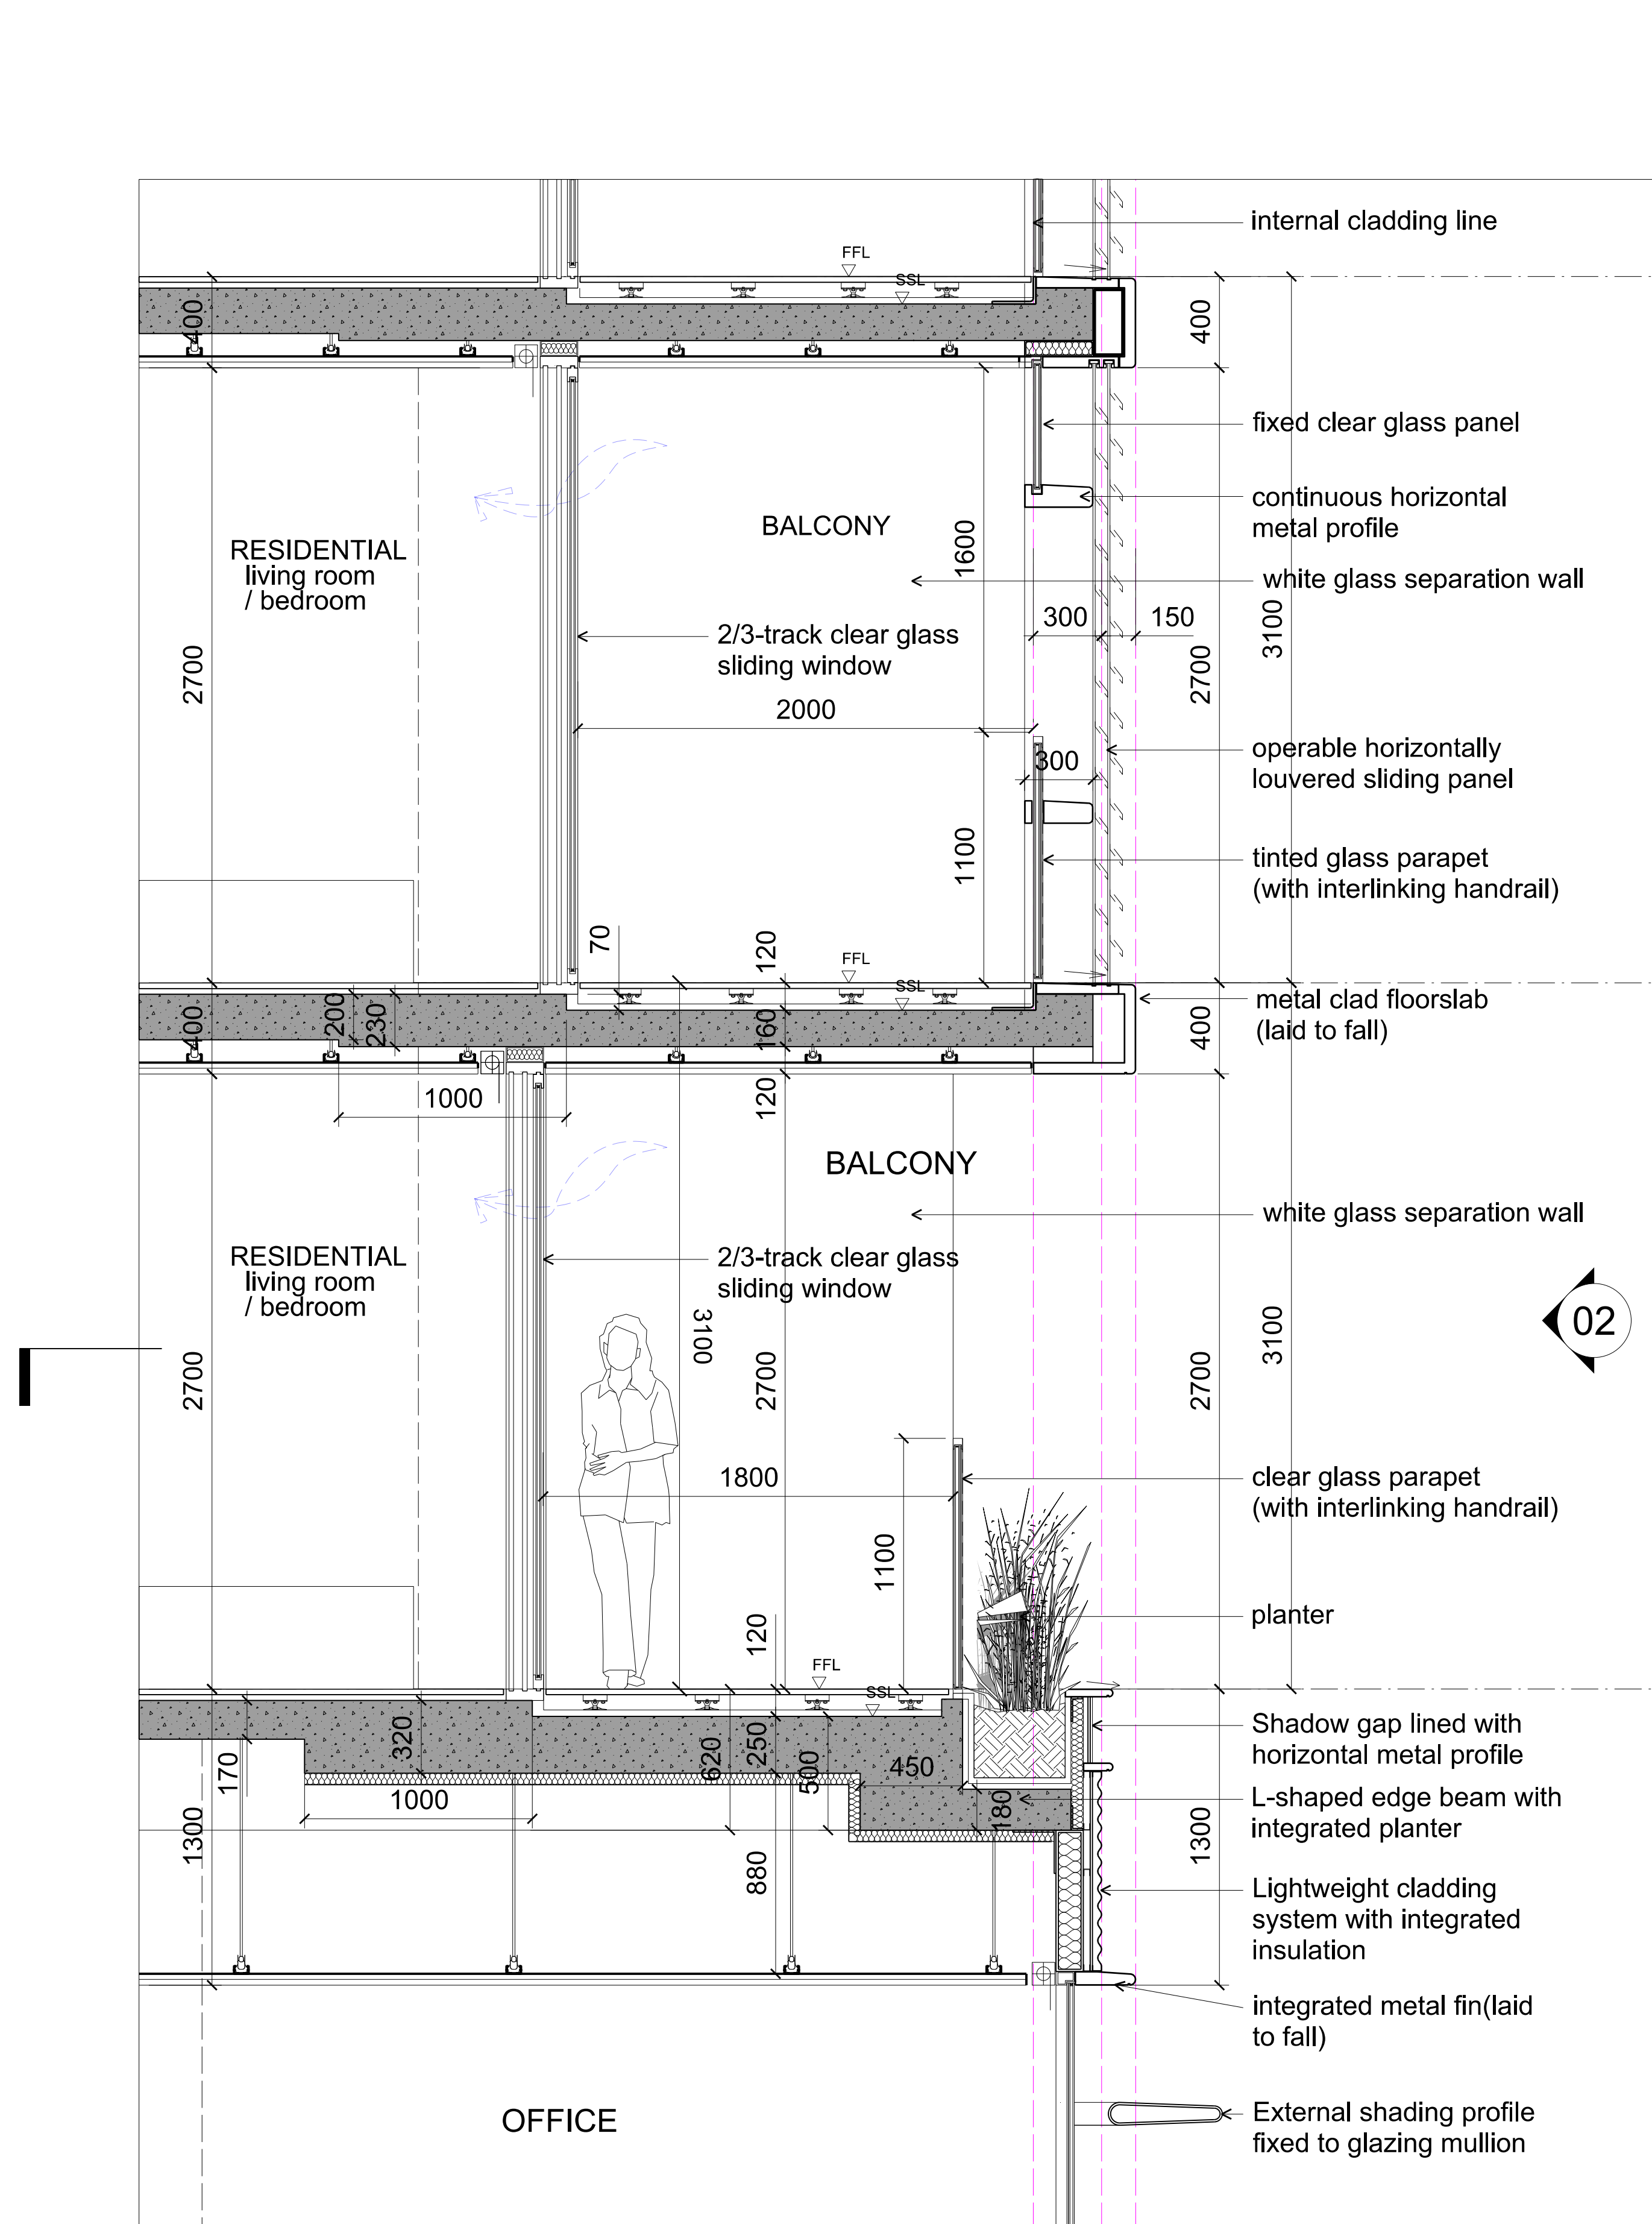 internal cladding line
FFL
SSL
400
400
fixed clear glass panel
continuous horizontal
metal profile
BALCONY
1600
RESIDENTIAL
living room
/ bedroom
white glass separation wall
300
150
3100
2/3-track clear glass
sliding window
2700
2700
2000
operable horizontally
louvered sliding panel
300
1100
tinted glass parapet
(with interlinking handrail)
70
120
FFL
SSL
metal clad floorslab
(laid to fall)
400
200
230
160
400
1000
120
BALCONY
white glass separation wall
RESIDENTIAL
living room
/ bedroom
2/3-track clear glass
sliding window
3100
3100
02
2700
2700
2700
1800
clear glass parapet
(with interlinking handrail)
1100
planter
120
FFL
SSL
Shadow gap lined with
horizontal metal profile
320
170
620
250
500
450
180
L-shaped edge beam with
integrated planter
1000
1300
1300
880
Lightweight cladding
system with integrated
insulation
integrated metal fin(laid
to fall)
OFFICE
External shading profile
fixed to glazing mullion